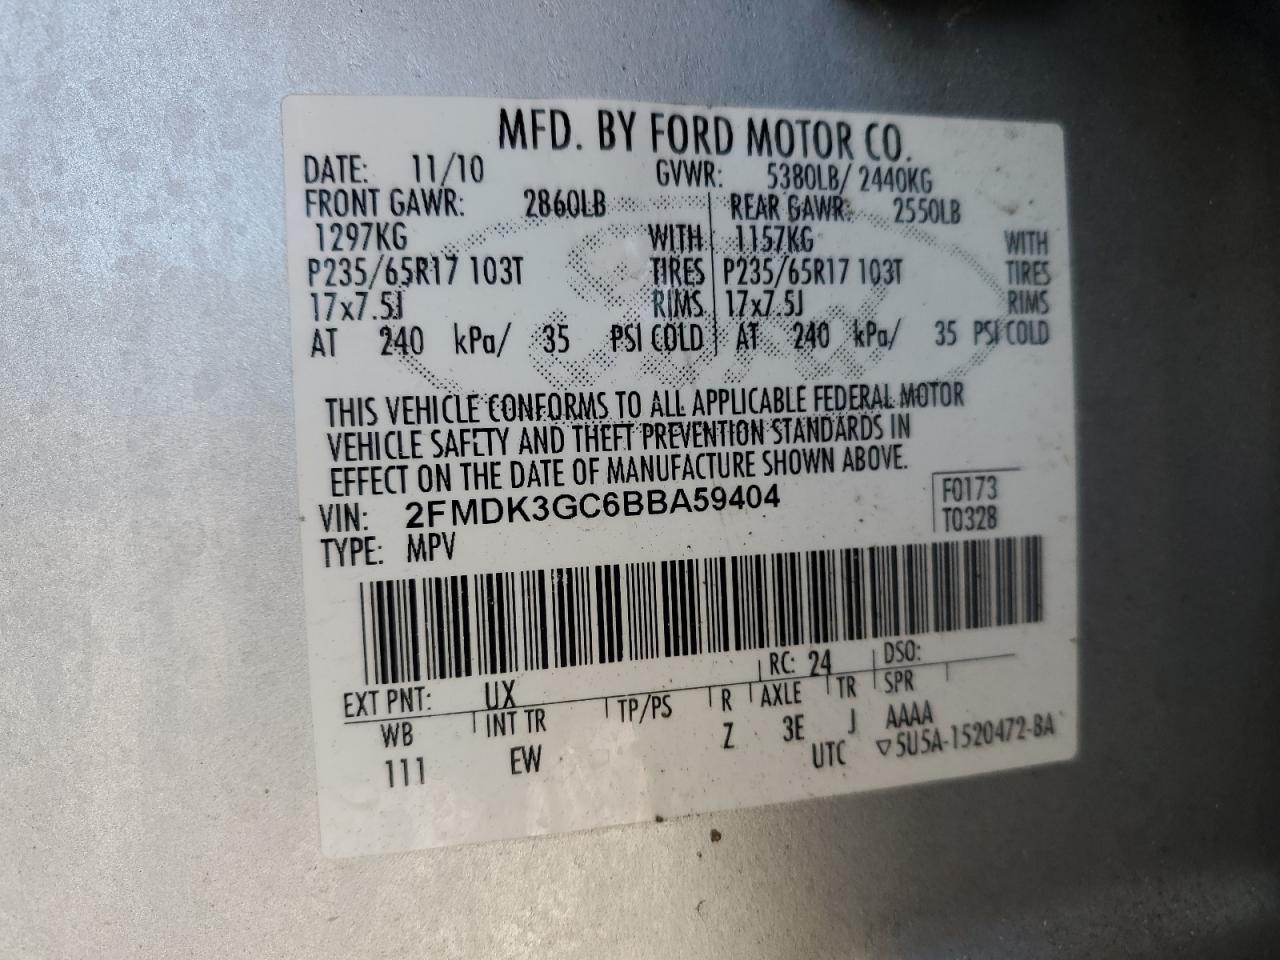 MFD. BY FORD MOTOR CO.
DATE: 11/10 GVWR: 5380LB/ 2440KG
FRONT GAWR: 2860LB REAR GAWR: 2550LB
1297KG WITH 1157KG WITH
P235/65R17 103T TIRES P235/65R17 103T TIRES
17x7.5J RIMS 17x7.5J RIMS
AT 240 kPa/ 35 PSI COLD AT 240 kPa/ 35 PSI COLD
THIS VEHICLE CONFORMS TO ALL APPLICABLE FEDERAL MOTOR
VEHICLE SAFETY AND THEFT PREVENTION STANDARDS IN
EFFECT ON THE DATE OF MANUFACTURE SHOWN ABOVE.
VIN: 2FMDK3GC6BBA59404 F0173
TYPE: MPV T0328
EXT PNT: UX RC: 24 DSO:
WB INT TR TP/PS R AXLE TR SPR
111 EW Z 3E J AAAA
UTC ▽5U5A-1520472-BA